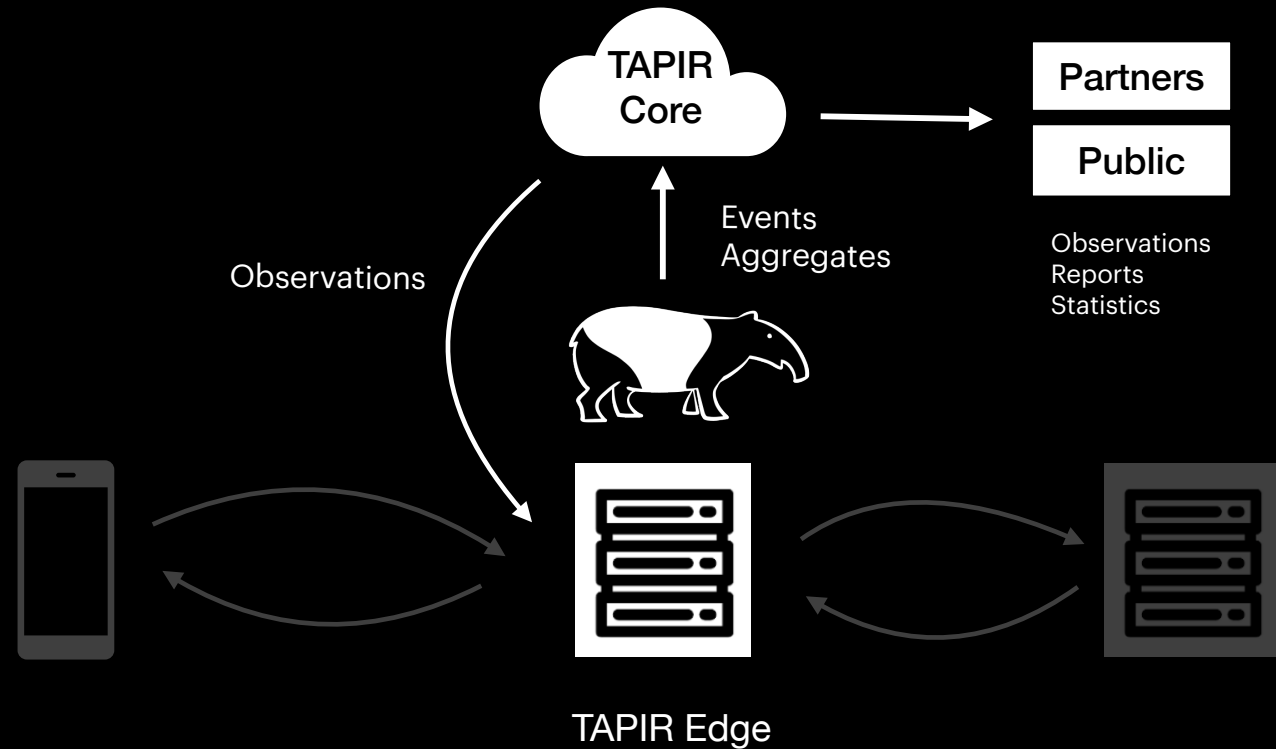 TAPIR
Core
Partners
Public
Events
Aggregates
Observations
Observations
Reports
Statistics
TAPIR Edge